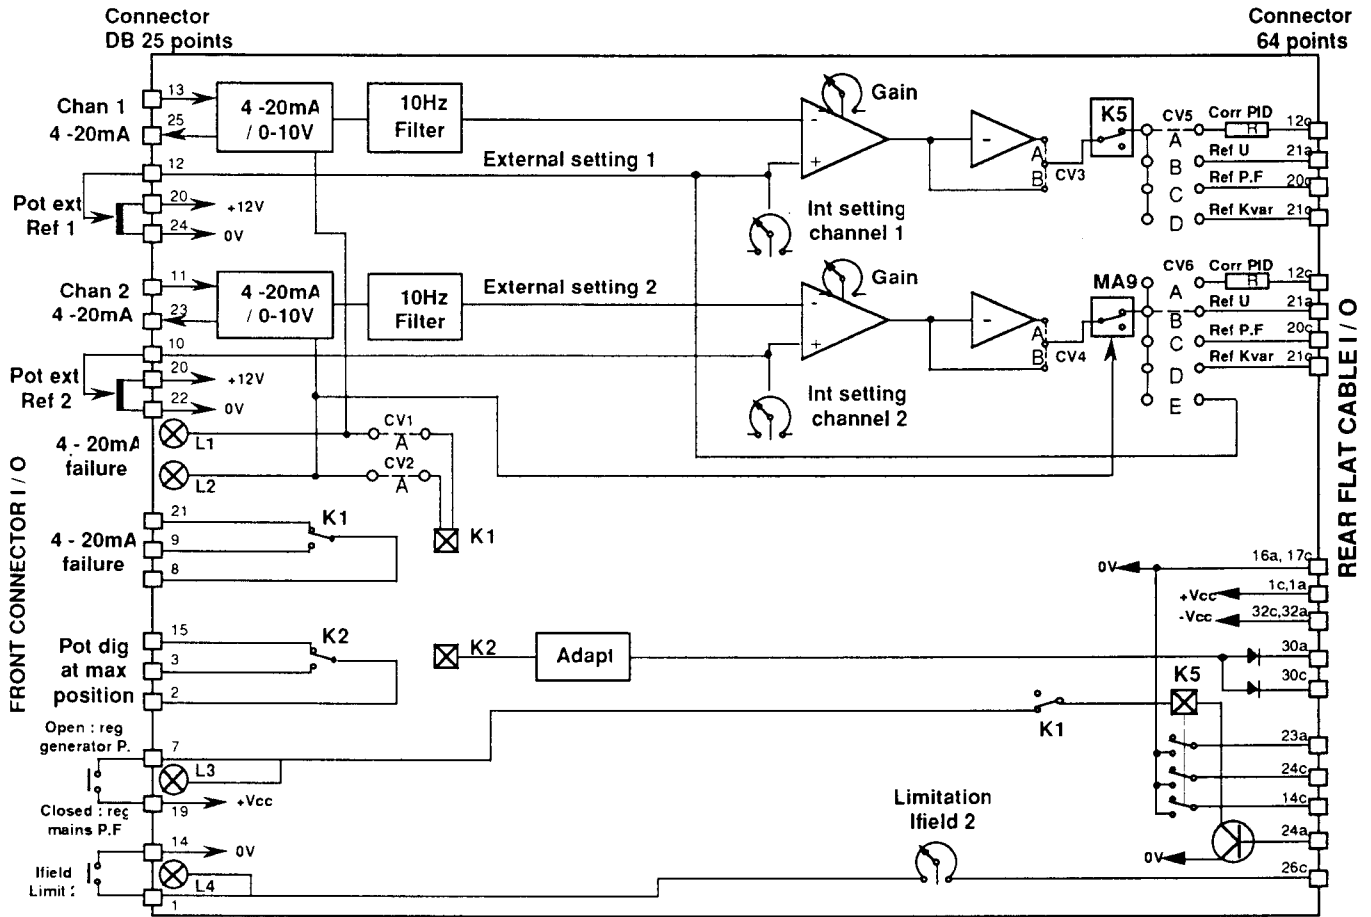 Connector
DB 25 points
Connector
64 points
13
Chan 1
4 -20mA
25
4 -20mA
/ 0-10V
10Hz
Filter
Gain
-
+
-
A
B
CV3
K5
CV5
A
B
C
D
Corr PID
R
12c
Ref U
21a
Ref P.F
20c
Ref Kvar
21c
12
External setting 1
Pot ext
Ref 1
20
+12V
24
0V
Int setting
channel 1
11
Chan 2
4 -20mA
23
4 -20mA
/ 0-10V
10Hz
Filter
External setting 2
Gain
-
+
-
A
B
CV4
MA9
CV6
A
B
C
D
E
Corr PID
R
12c
Ref U
21a
Ref P.F
20c
Ref Kvar
21c
10
Pot ext
Ref 2
20
+12V
22
0V
Int setting
channel 2
4 - 20mA
failure
L1
L2
CV1
A
CV2
A
K1
21
9
8
4 - 20mA
failure
K1
0V
16a, 17c
+Vcc
1c,1a
-Vcc
32c,32a
Pot dig
at max
position
15
3
2
K2
K2
Adapt
30a
30c
K5
K1
Open : reg
generator P.
7
L3
+Vcc
19
Closed : reg
mains P.F
23a
24c
14c
24a
0V
14
0V
Ifield
Limit
L4
1
Limitation
Ifield 2
26c
FRONT CONNECTOR I / O
REAR FLAT CABLE I / O